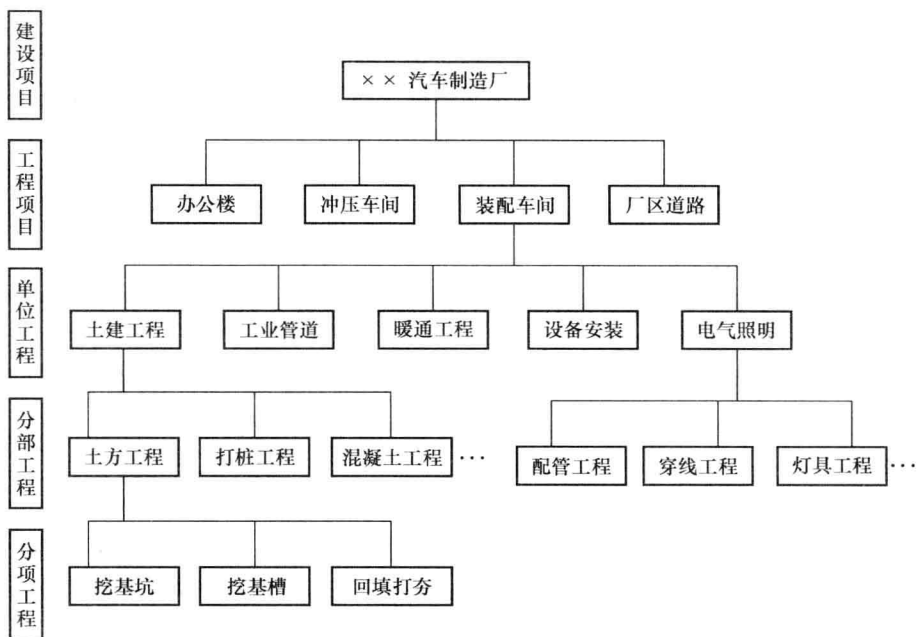 建设项目
×× 汽车制造厂
工程项目
办公楼
冲压车间
装配车间
厂区道路
单位工程
土建工程
工业管道
暖通工程
设备安装
电气照明
分部工程
土方工程
打桩工程
混凝土工程
···
配管工程
穿线工程
灯具工程
···
分项工程
挖基坑
挖基槽
回填打夯